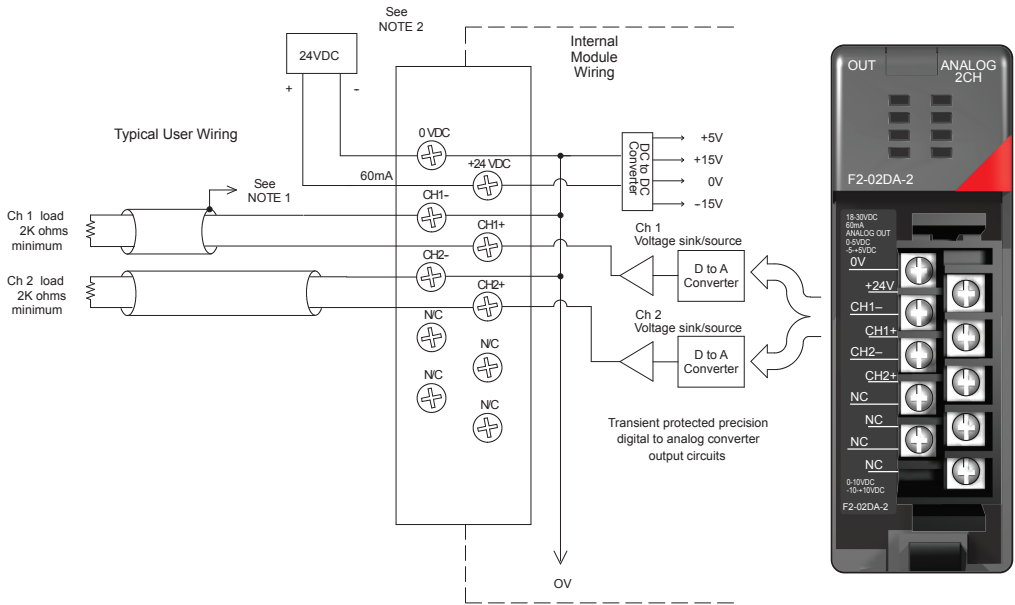 See
NOTE 2
24VDC
+
-
Internal
Module
Wiring
Typical User Wiring
0 VDC
+24 VDC
60mA
CH1-
See
NOTE 1
CH1+
CH2-
CH2+
N/C
N/C
N/C
N/C
Ch 1 load
2K ohms
minimum
Ch 2 load
2K ohms
minimum
DC to DC
Converter
+5V
+15V
0V
-15V
Ch 1
Voltage sink/source
D to A
Converter
Ch 2
Voltage sink/source
D to A
Converter
Transient protected precision
digital to analog converter
output circuits
OV
OUT
ANALOG
2CH
F2-02DA-2
18-30VDC
60mA
ANALOG OUT
0-5VDC
-5-+5VDC
0V
+24V
CH1–
CH1+
CH2–
CH2+
NC
NC
NC
NC
0-10VDC
-10-+10VDC
F2-02DA-2